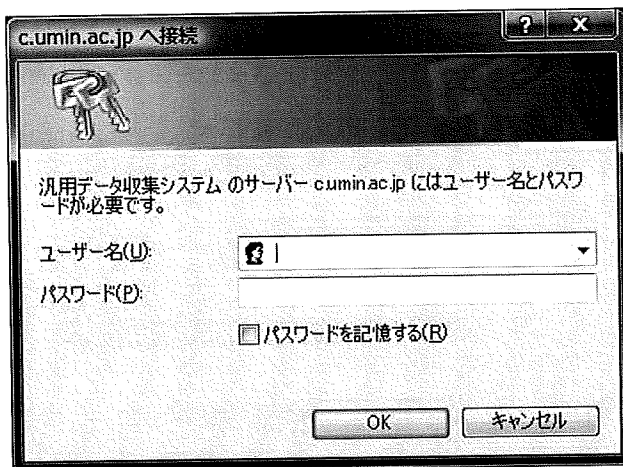 c.umin.ac.jp へ接続
? X
汎用データ収集システム のサーバー c.umin.ac.jp にはユーザー名とパスワ
ードが必要です。
ユーザー名(U):
パスワード(P):
パスワードを記憶する(R)
OK
キャンセル